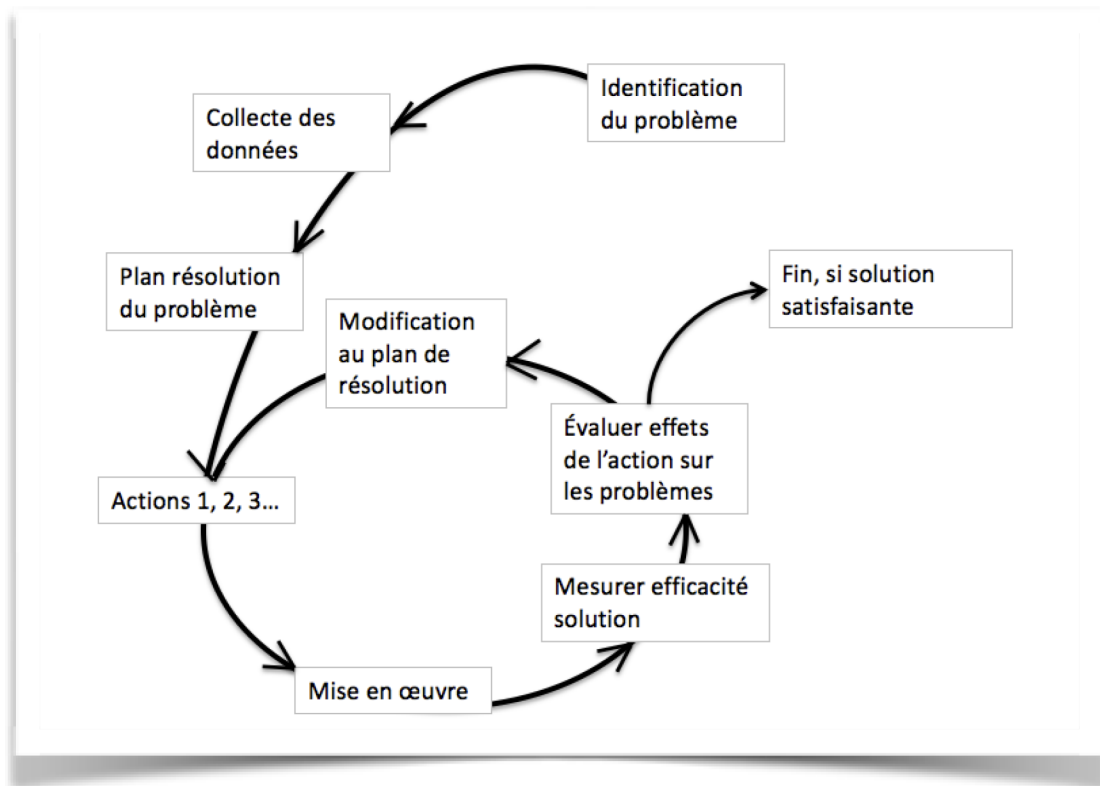 Identification
du problème
Collecte des
données
Plan résolution
du problème
Actions 1, 2, 3...
Mise en œuvre
Mesurer efficacité
solution
Évaluer effets
de l'action sur
les problèmes
Modification
au plan de
résolution
Fin, si solution
satisfaisante